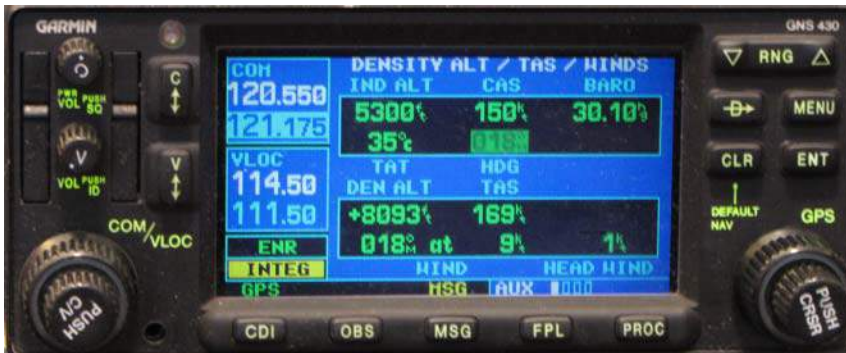 GARMIN
GNS 430
C
PWR
VOL PUSH
SQ
C
V
VOL PUSH
ID
V
COM/VLOC
PUSH
C/V
COM
120.550
121.175
VLOC
114.50
111.50
ENR
INTEG
GPS
DENSITY ALT / TAS / WINDS
IND ALT CAS BARO
5300ft 150kt 30.10
35°c 018°
TAT HDG
DEN ALT TAS
+8093ft 169kt
018°M at 9kt 1kt
WIND HEAD WIND
MSG AUX
RNG
D
MENU
CLR
ENT
DEFAULT
NAV
GPS
PUSH
CRSR
CDI OBS MSG FPL PROC